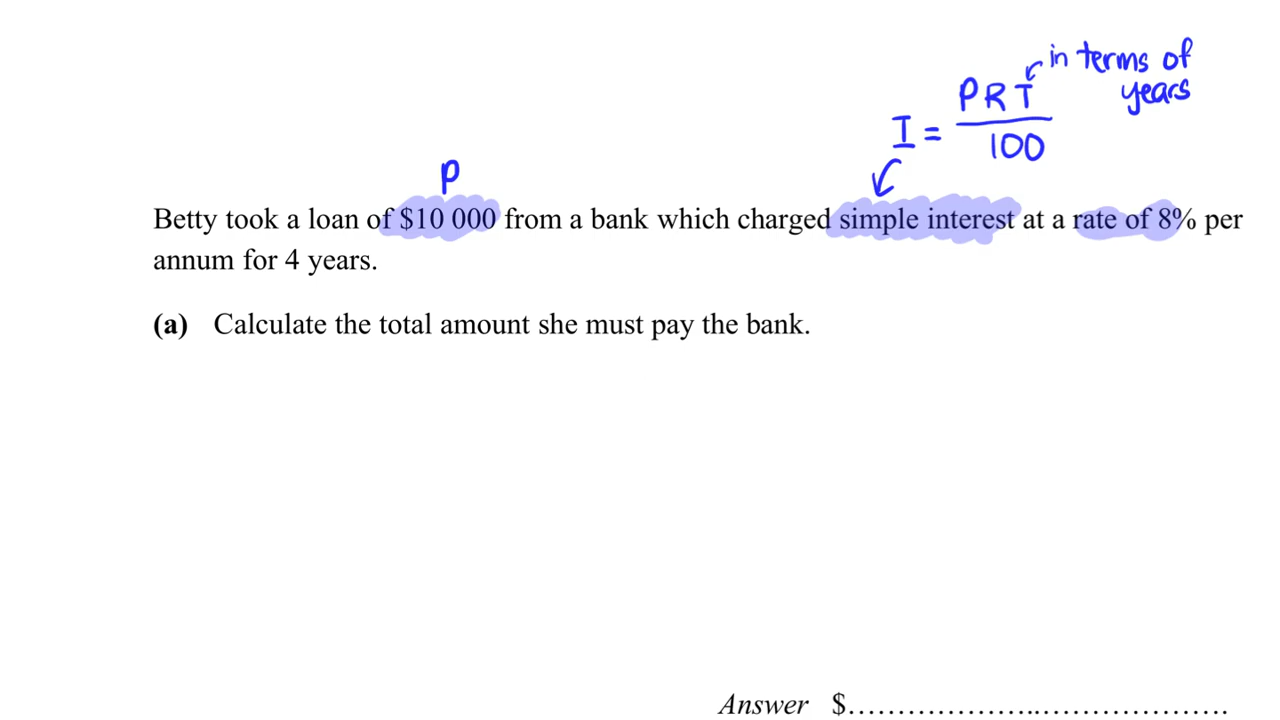 in terms of
years
I = PRT/100
P
Betty took a loan of $10 000 from a bank which charged simple interest at a rate of 8% per
annum for 4 years.
(a) Calculate the total amount she must pay the bank.
Answer $……………….…………………